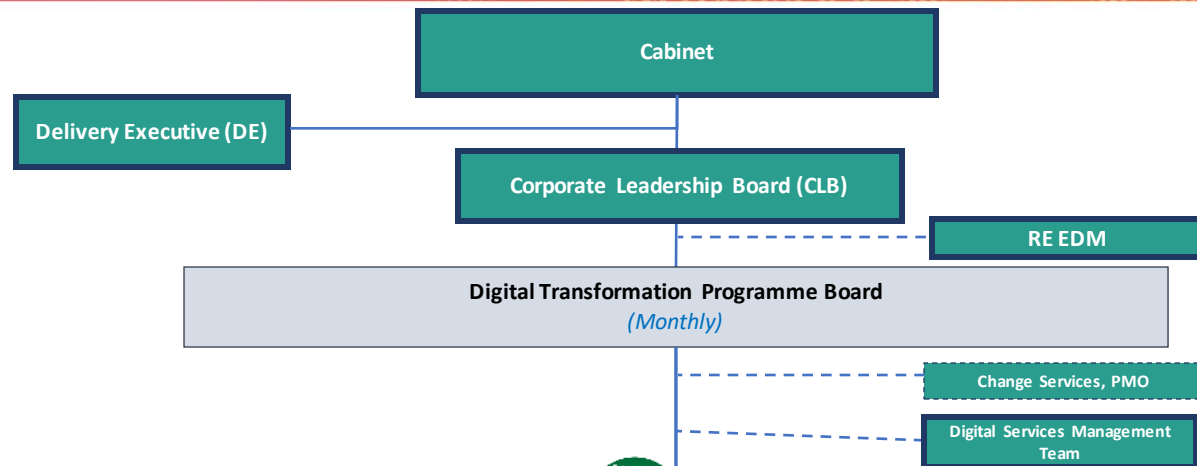 Cabinet
Delivery Executive (DE)
Corporate Leadership Board (CLB)
RE EDM
Digital Transformation Programme Board
(Monthly)
Change Services, PMO
Digital Services Management
Team